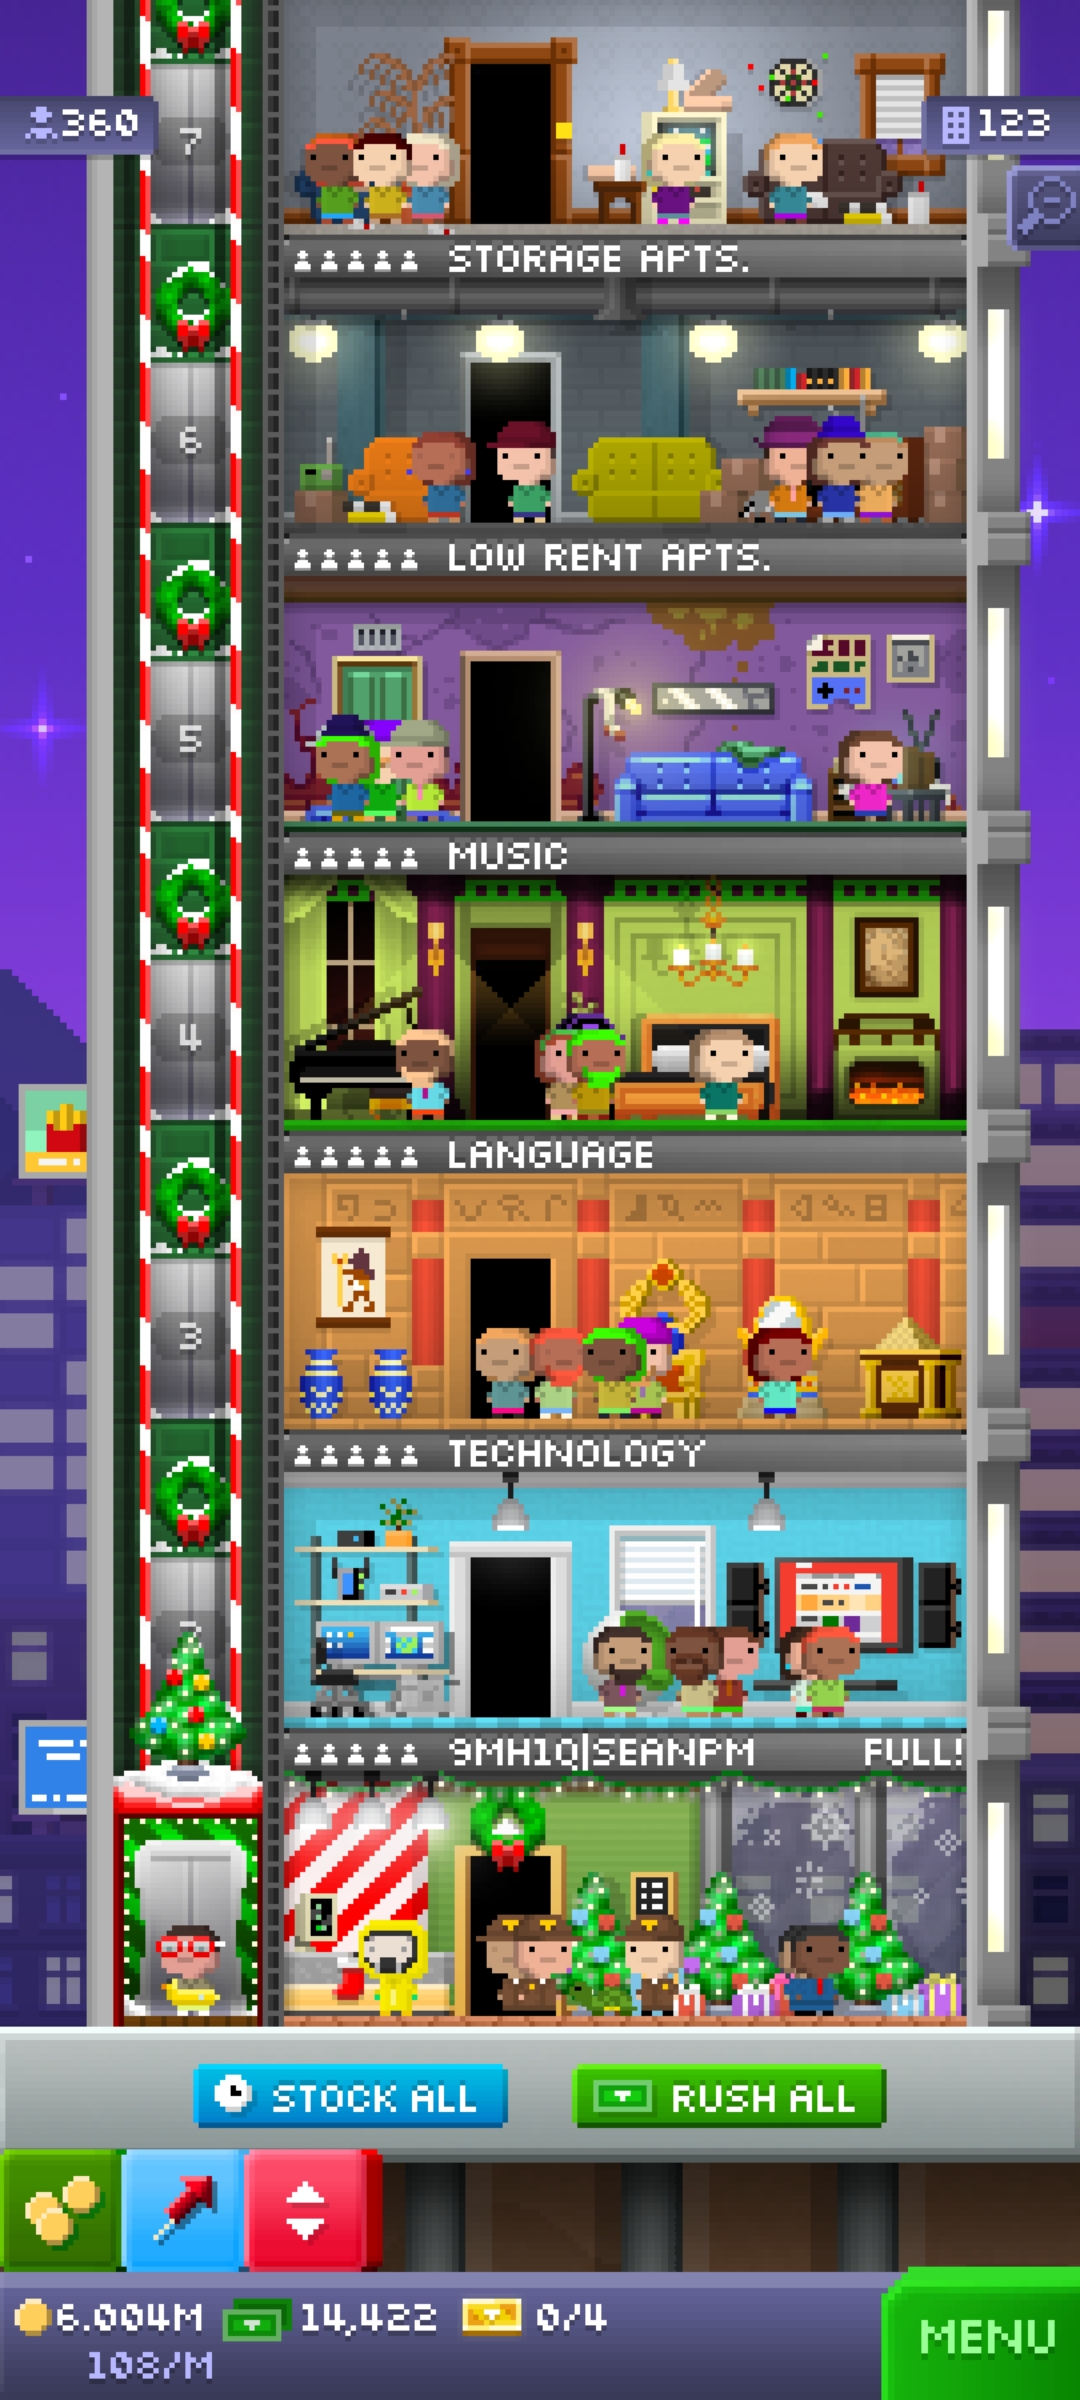 360
123
7
STORAGE APTS.
6
LOW RENT APTS.
5
MUSIC
4
LANGUAGE
3
TECHNOLOGY
9MH1Q|SEANPM FULL!
STOCK ALL
RUSH ALL
6.004M 14,422 0/4
108/M
MENU